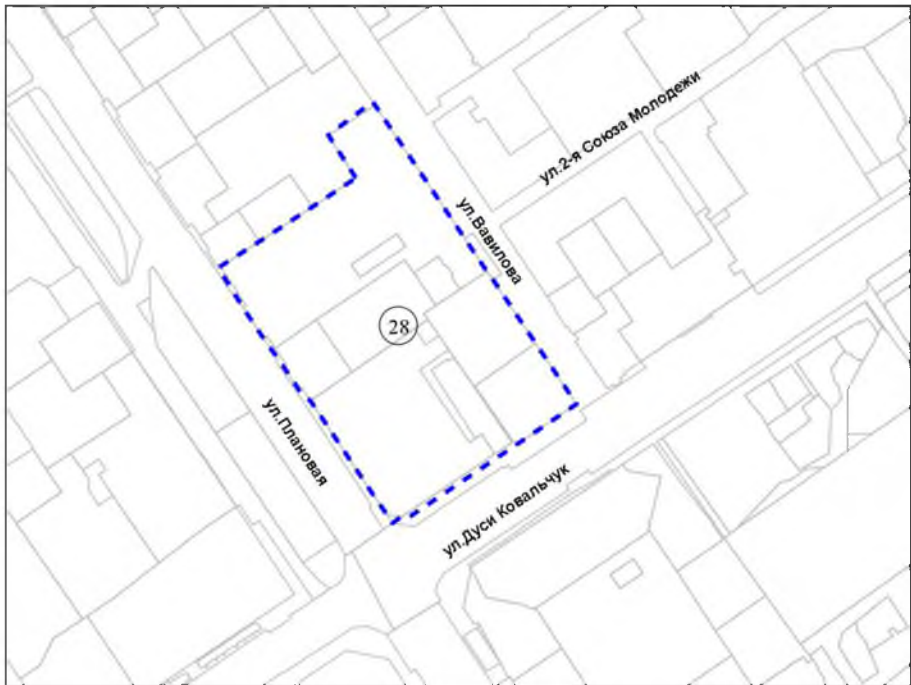 ул.2-я Союза Молодежи
ул.Вавилова
28
ул.Плановая
ул.Дуси Ковальчук